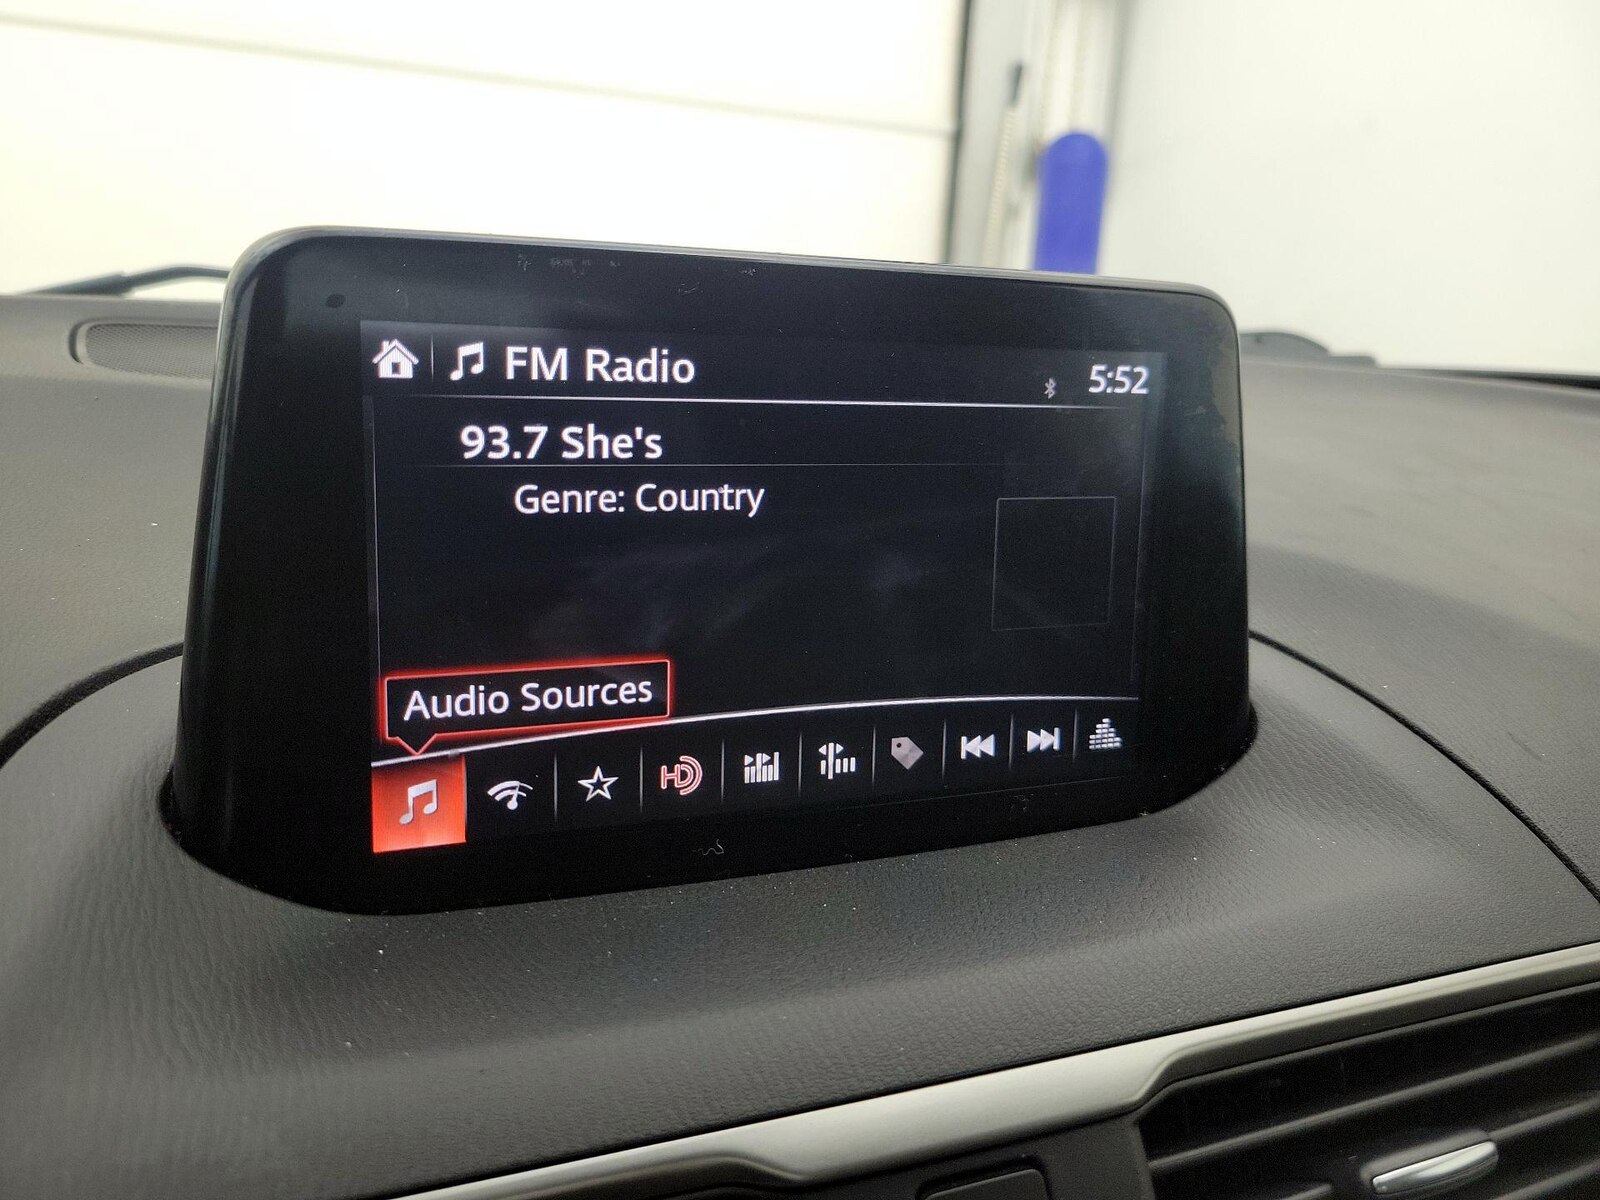 FM Radio
5:52
93.7 She's
Genre: Country
Audio Sources
HD